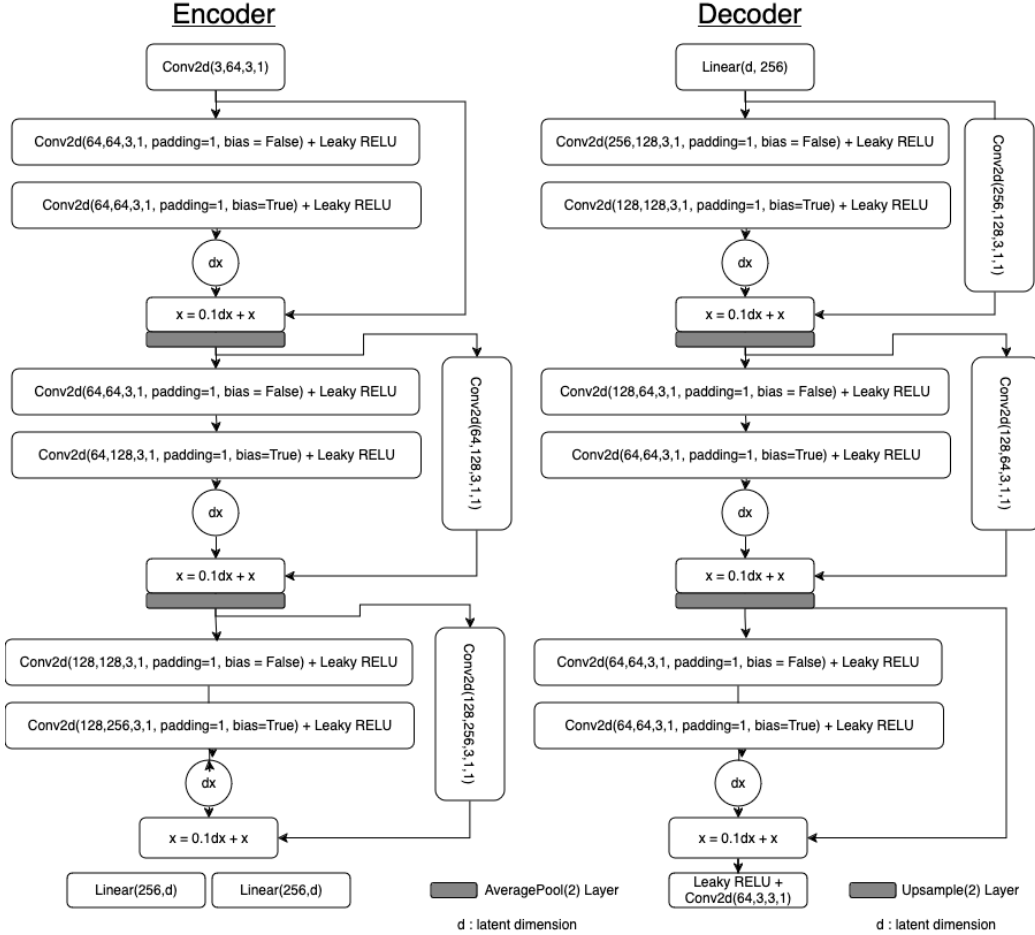 Encoder
Conv2d(3,64,3,1)
Conv2d(64,64,3,1, padding=1, bias = False) + Leaky RELU
Conv2d(64,64,3,1, padding=1, bias=True) + Leaky RELU
dx
x = 0.1dx + x
Conv2d(64,64,3,1, padding=1, bias = False) + Leaky RELU
Conv2d(64,128,3,1, padding=1, bias=True) + Leaky RELU
Conv2d(64,128,3,1,1)
dx
x = 0.1dx + x
Conv2d(128,128,3,1, padding=1, bias = False) + Leaky RELU
Conv2d(128,256,3,1, padding=1, bias=True) + Leaky RELU
Conv2d(128,256,3,1,1)
dx
x = 0.1dx + x
Linear(256,d)
Linear(256,d)
AveragePool(2) Layer
d : latent dimension
Decoder
Linear(d, 256)
Conv2d(256,128,3,1, padding=1, bias = False) + Leaky RELU
Conv2d(128,128,3,1, padding=1, bias=True) + Leaky RELU
Conv2d(256,128,3,1,1)
dx
x = 0.1dx + x
Conv2d(128,64,3,1, padding=1, bias = False) + Leaky RELU
Conv2d(64,64,3,1, padding=1, bias=True) + Leaky RELU
Conv2d(128,64,3,1,1)
dx
x = 0.1dx + x
Conv2d(64,64,3,1, padding=1, bias = False) + Leaky RELU
Conv2d(64,64,3,1, padding=1, bias=True) + Leaky RELU
dx
x = 0.1dx + x
Leaky RELU +
Conv2d(64,3,3,1)
Upsample(2) Layer
d : latent dimension